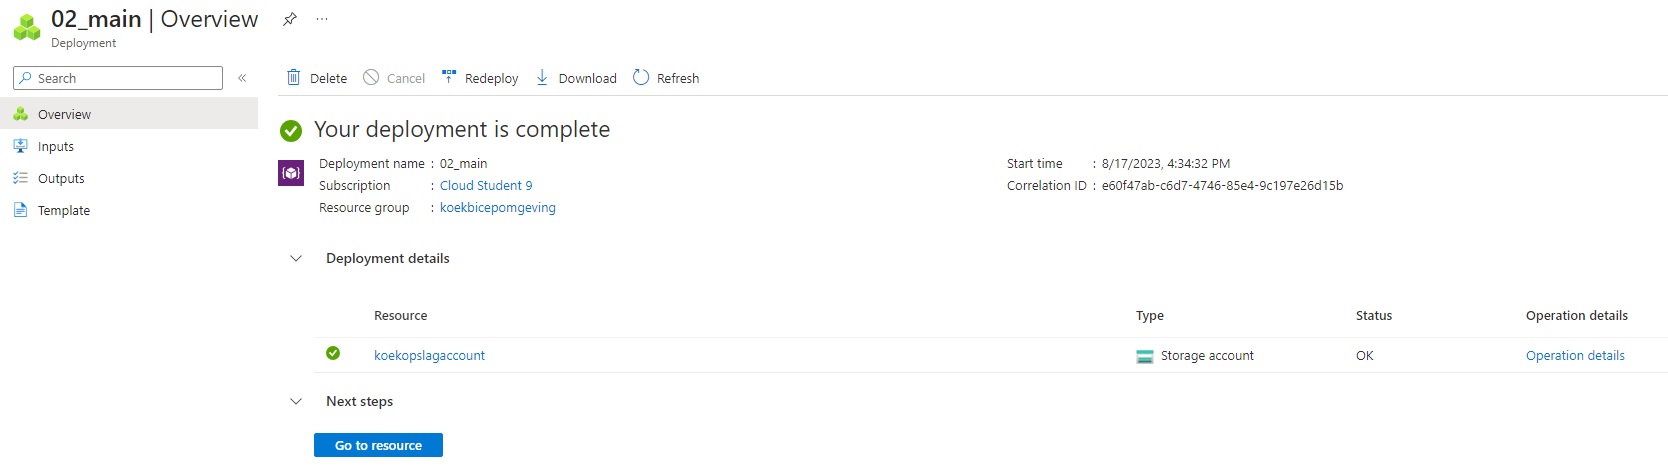 02_main | Overview
Deployment
Search
Delete Cancel Redeploy Download Refresh
Overview
Inputs
Outputs
Template
Your deployment is complete
Deployment name : 02_main
Subscription : Cloud Student 9
Resource group : koekbicepomgeving
Start time : 8/17/2023, 4:34:32 PM
Correlation ID : e60f47ab-c6d7-4746-85e4-9c197e26d15b
Deployment details
Resource Type Status Operation details
koekopslagaccount Storage account OK Operation details
Next steps
Go to resource